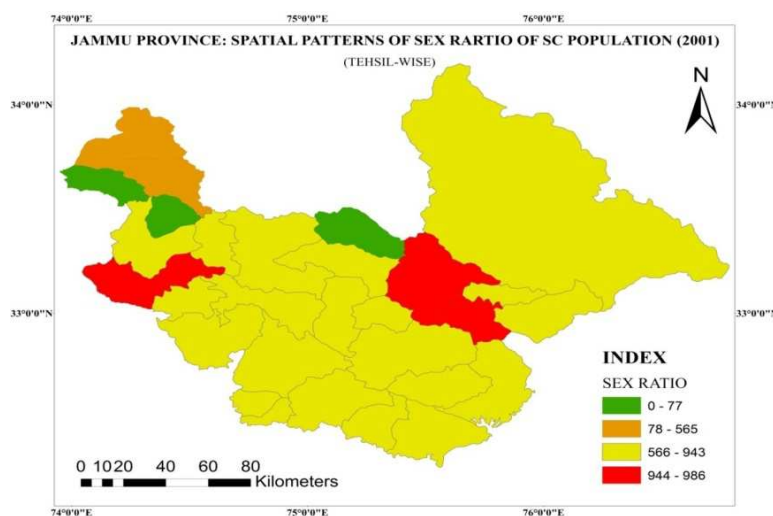 74°0'0"E 75°0'0"E 76°0'0"E
JAMMU PROVINCE: SPATIAL PATTERNS OF SEX RARTIO OF SC POPULATION (2001)
(TEHSIL-WISE)
N
34°0'0"N 34°0'0"N
33°0'0"N 33°0'0"N
INDEX
SEX RATIO
0 - 77
78 - 565
566 - 943
944 - 986
0 10 20 40 60 80
Kilometers
74°0'0"E 75°0'0"E 76°0'0"E